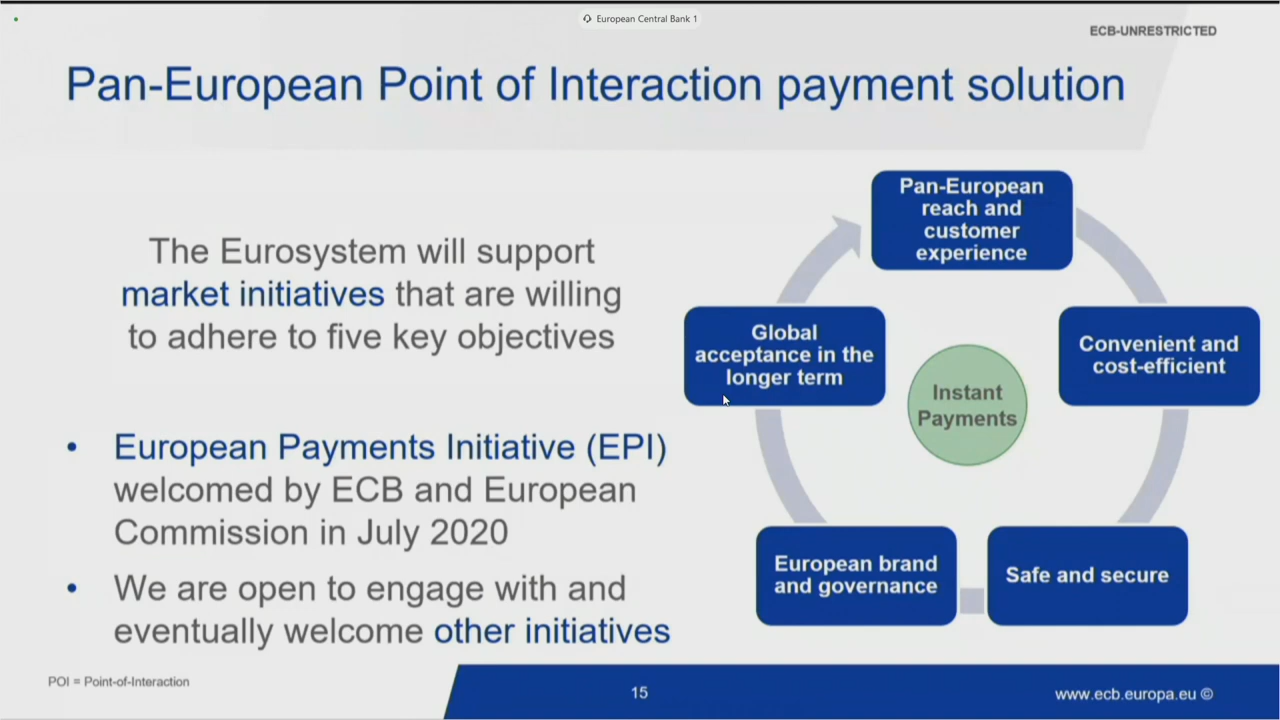 European Central Bank 1
ECB-UNRESTRICTED
Pan-European Point of Interaction payment solution
The Eurosystem will support
market initiatives that are willing
to adhere to five key objectives
• European Payments Initiative (EPI)
welcomed by ECB and European
Commission in July 2020
• We are open to engage with and
eventually welcome other initiatives
Pan-European
reach and
customer
experience
Convenient and
cost-efficient
Safe and secure
European brand
and governance
Global
acceptance in the
longer term
Instant
Payments
POI = Point-of-Interaction
15
www.ecb.europa.eu ©